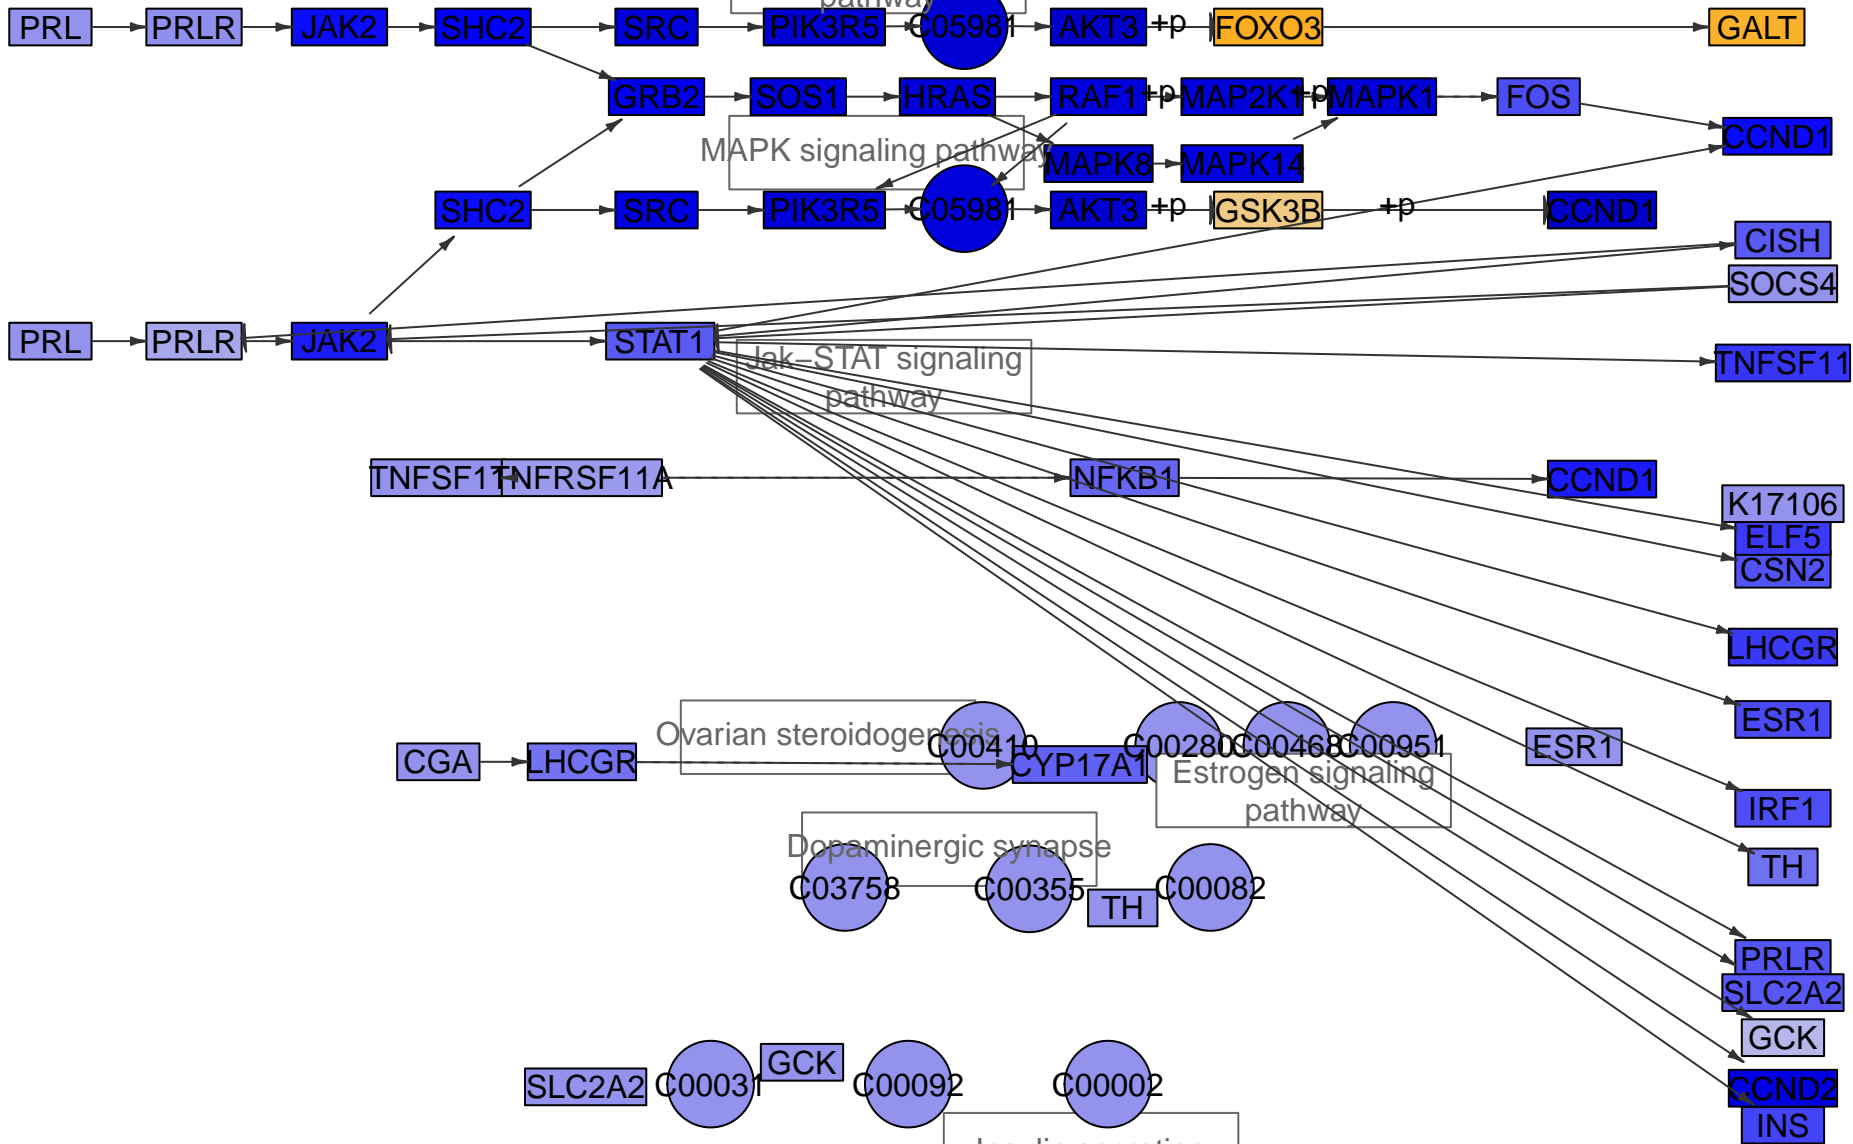 pathway
PRL PRLR JAK2 SHC2 SRC PIK3R5 C05981 AKT3 +p FOXO3 GALT
GRB2 SOS1 HRAS RAF1 +p MAP2K1 +p MAPK1 FOS
CCND1
MAPK signaling pathway
MAPK8 MAPK14
SHC2 SRC PIK3R5 C05981 AKT3 +p GSK3B +p CCND1
CISH
SOCS4
PRL PRLR JAK2 STAT1
Jak–STAT signaling
pathway
TNFSF11
TNFSF11 TNFRSF11A NFKB1 CCND1
K17106
ELF5
CSN2
LHCGR
ESR1
Ovarian steroidogenesis
C00410 C00280 C00468 C00951 ESR1
CGA LHCGR CYP17A1
Estrogen signaling
pathway
IRF1
Dopaminergic synapse
TH
C03758 C00355 TH C00082
PRLR
SLC2A2
GCK
SLC2A2 C00031 GCK C00092 C00002
CCND2
INS
Insulin secretion